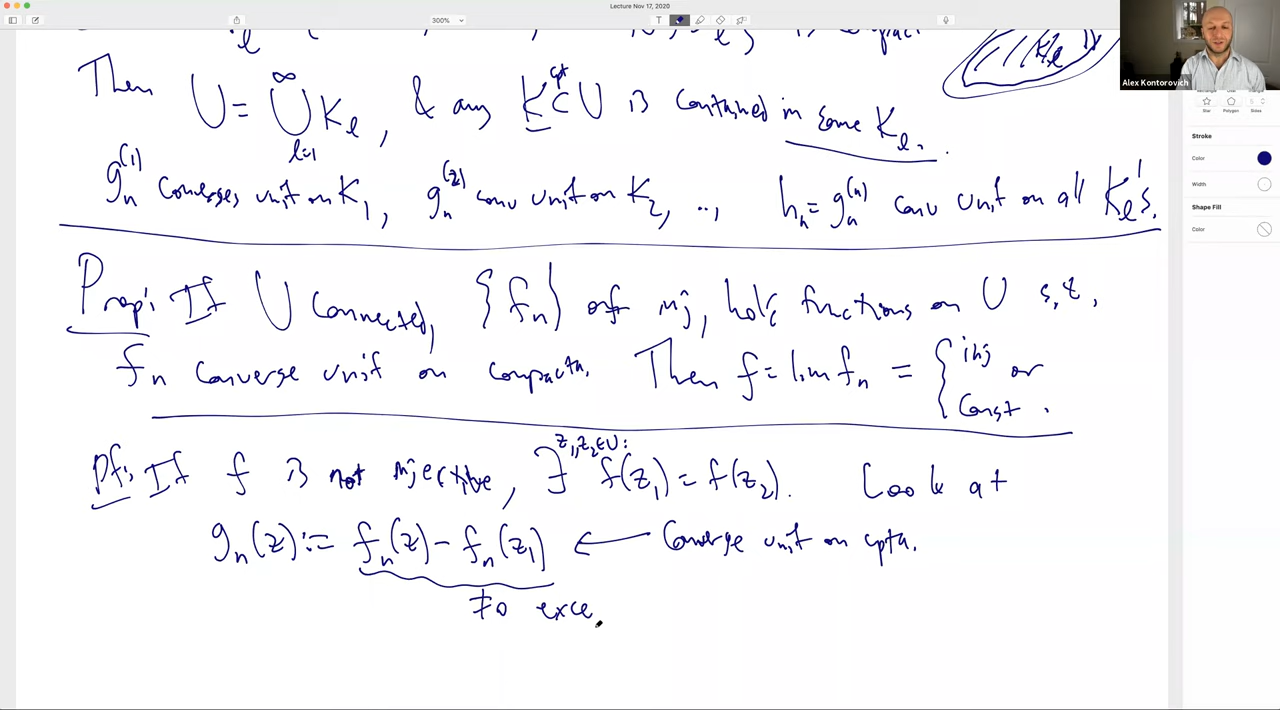 Lecture Nov 17, 2020
300%
T
Alex Kontorovich
Star Polygon Sides
Stroke
Color
Width
Shape Fill
Color
Then U = ∞ ⋃ l=1 K_l, & any K cpt ⊂ U is contained in some K_l.
g_n^(1) converges unif on K_1, g_n^(2) conv unif on K_2, .., h_n = g_n^(n) conv unif on all K_l's.
Prop: If U connected, {f_n} of inj, hol'c functions on U s.t.
f_n converge unif on compacta. Then f = lim f_n = { inj or const.
Pf: If f is not injective, ∃ z_1, z_2 ∈ U: f(z_1) = f(z_2). Look at
g_n(z) := f_n(z) - f_n(z_1) ← Converge unif on cpta.
≠0 exce